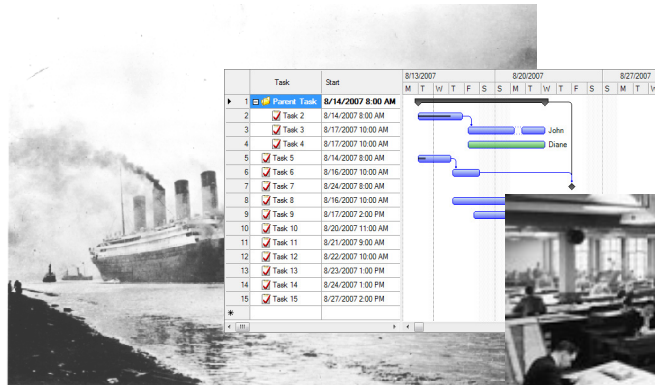 Task Start 8/13/2007 8/20/2007 8/27/2007
M T W T F S S M T W T F S S M T W
1 Parent Task 8/14/2007 8:00 AM
2 Task 2 8/14/2007 8:00 AM
3 Task 3 8/17/2007 10:00 AM John
4 Task 4 8/17/2007 10:00 AM Diane
5 Task 5 8/14/2007 8:00 AM
6 Task 6 8/16/2007 10:00 AM
7 Task 7 8/24/2007 8:00 AM
8 Task 8 8/16/2007 10:00 AM
9 Task 9 8/17/2007 2:00 PM
10 Task 10 8/20/2007 11:00 AM
11 Task 11 8/21/2007 9:00 AM
12 Task 12 8/22/2007 10:00 AM
13 Task 13 8/23/2007 1:00 PM
14 Task 14 8/24/2007 1:00 PM
15 Task 15 8/27/2007 2:00 PM